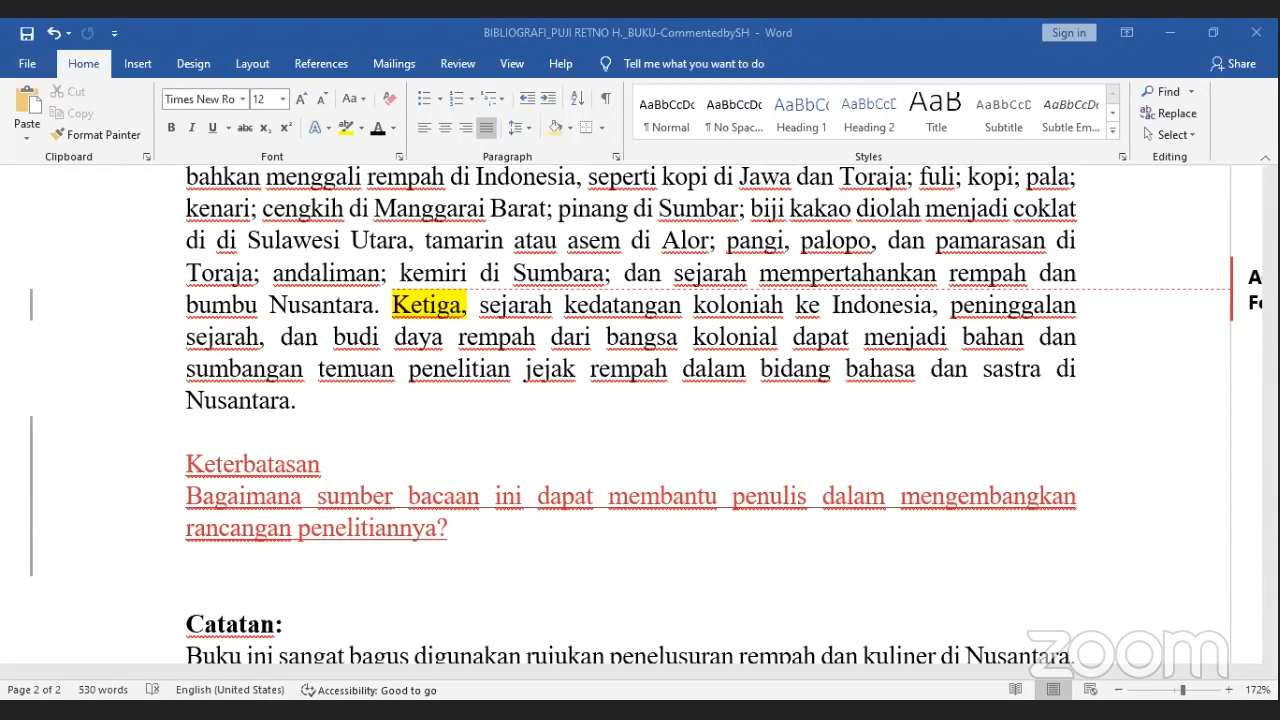 BIBLIOGRAFI_PUJI RETNO H._BUKU-CommentedbySH - Word
Sign in
File Home Insert Design Layout References Mailings Review View Help Tell me what you want to do Share
Paste
Cut
Copy
Format Painter
Clipboard
Times New Ro 12
Font
Paragraph
AaBbCcDc AaBbCcDc AaBbCc AaBbCcD AaB AaBbCcD AaBbCcDc
¶ Normal ¶ No Spac... Heading 1 Heading 2 Title Subtitle Subtle Em...
Styles
Find
Replace
Select
Editing
bahkan menggali rempah di Indonesia, seperti kopi di Jawa dan Toraja; fuli; kopi; pala;
kenari; cengkih di Manggarai Barat; pinang di Sumbar; biji kakao diolah menjadi coklat
di di Sulawesi Utara, tamarin atau asem di Alor; pangi, palopo, dan pamarasan di
Toraja; andaliman; kemiri di Sumbara; dan sejarah mempertahankan rempah dan
bumbu Nusantara. Ketiga, sejarah kedatangan koloniah ke Indonesia, peninggalan
sejarah, dan budi daya rempah dari bangsa kolonial dapat menjadi bahan dan
sumbangan temuan penelitian jejak rempah dalam bidang bahasa dan sastra di
Nusantara.
Keterbatasan
Bagaimana sumber bacaan ini dapat membantu penulis dalam mengembangkan
rancangan penelitiannya?
Catatan:
Buku ini sangat bagus digunakan rujukan penelusuran rempah dan kuliner di Nusantara.
zoom
Page 2 of 2 530 words English (United States) Accessibility: Good to go 172%